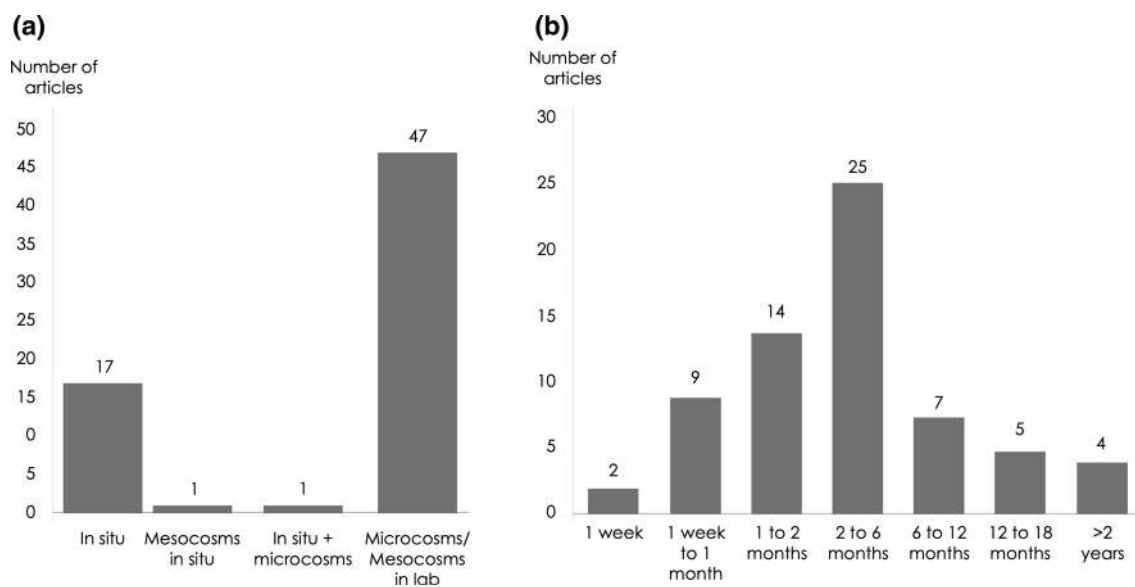 (a)
Number of
articles
50
45
50
35
30
25
20
15
0
5
0
17
1
1
47
In situ
Mesocosms
in situ
In situ +
microcosms
Microcosms/
Mesocosms
in lab
(b)
Number of
articles
30
25
20
15
10
5
0
2
9
14
25
7
5
4
1 week
1 week
to 1
month
1 to 2
months
2 to 6
months
6 to 12
months
12 to 18
months
>2
years